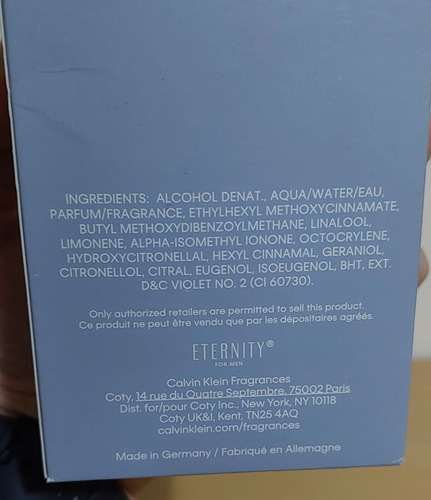 INGREDIENTS: ALCOHOL DENAT., AQUA/WATER/EAU,
PARFUM/FRAGRANCE, ETHYLHEXYL METHOXYCINNAMATE,
BUTYL METHOXYDIBENZOYLMETHANE, LINALOOL,
LIMONENE, ALPHA-ISOMETHYL IONONE, OCTOCRYLENE,
HYDROXYCITRONELLAL, HEXYL CINNAMAL, GERANIOL,
CITRONELLOL, CITRAL, EUGENOL, ISOEUGENOL, BHT, EXT.
D&C VIOLET NO. 2 (CI 60730).
Only authorized retailers are permitted to sell this product.
Ce produit ne peut être vendu que par les dépositaires agréés.
ETERNITY®
FOR MEN
Calvin Klein Fragrances
Coty, 14 rue du Quatre Septembre, 75002 Paris
Dist. for/pour Coty Inc., New York, NY 10118
Coty UK&I, Kent, TN25 4AQ
calvinklein.com/fragrances
Made in Germany / Fabriqué en Allemagne